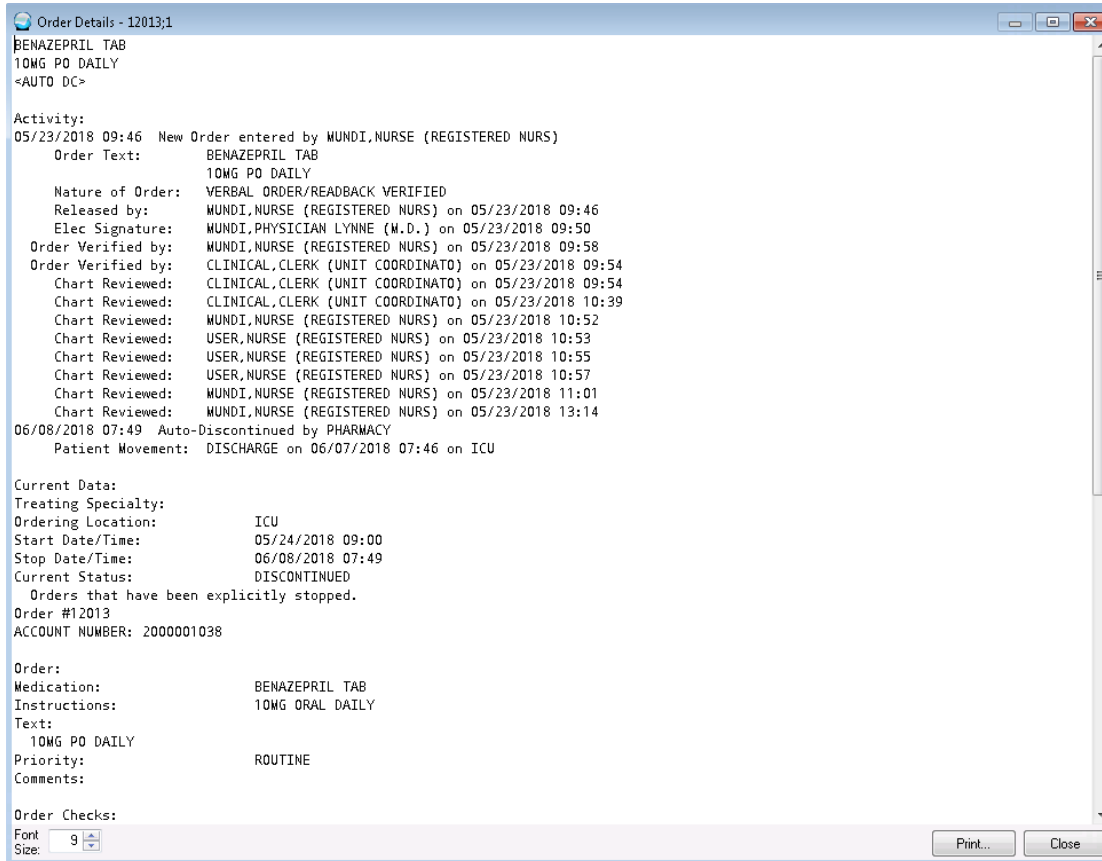 Order Details - 12013;1
BENAZEPRIL TAB
10MG PO DAILY
<AUTO DC>
Activity:
05/23/2018 09:46 New Order entered by MUNDI,NURSE (REGISTERED NURS)
Order Text: BENAZEPRIL TAB
10MG PO DAILY
Nature of Order: VERBAL ORDER/READBACK VERIFIED
Released by: MUNDI,NURSE (REGISTERED NURS) on 05/23/2018 09:46
Elec Signature: MUNDI,PHYSICIAN LYNNE (M.D.) on 05/23/2018 09:50
Order Verified by: MUNDI,NURSE (REGISTERED NURS) on 05/23/2018 09:58
Order Verified by: CLINICAL,CLERK (UNIT COORDINATO) on 05/23/2018 09:54
Chart Reviewed: CLINICAL,CLERK (UNIT COORDINATO) on 05/23/2018 09:54
Chart Reviewed: CLINICAL,CLERK (UNIT COORDINATO) on 05/23/2018 10:39
Chart Reviewed: MUNDI,NURSE (REGISTERED NURS) on 05/23/2018 10:52
Chart Reviewed: USER,NURSE (REGISTERED NURS) on 05/23/2018 10:53
Chart Reviewed: USER,NURSE (REGISTERED NURS) on 05/23/2018 10:55
Chart Reviewed: USER,NURSE (REGISTERED NURS) on 05/23/2018 10:57
Chart Reviewed: MUNDI,NURSE (REGISTERED NURS) on 05/23/2018 11:01
Chart Reviewed: MUNDI,NURSE (REGISTERED NURS) on 05/23/2018 13:14
06/08/2018 07:49 Auto-Discontinued by PHARMACY
Patient Movement: DISCHARGE on 06/07/2018 07:46 on ICU
Current Data:
Treating Specialty:
Ordering Location: ICU
Start Date/Time: 05/24/2018 09:00
Stop Date/Time: 06/08/2018 07:49
Current Status: DISCONTINUED
Orders that have been explicitly stopped.
Order #12013
ACCOUNT NUMBER: 2000001038
Order:
Medication: BENAZEPRIL TAB
Instructions: 10MG ORAL DAILY
Text:
10MG PO DAILY
Priority: ROUTINE
Comments:
Order Checks:
Font Size: 9
Print... Close